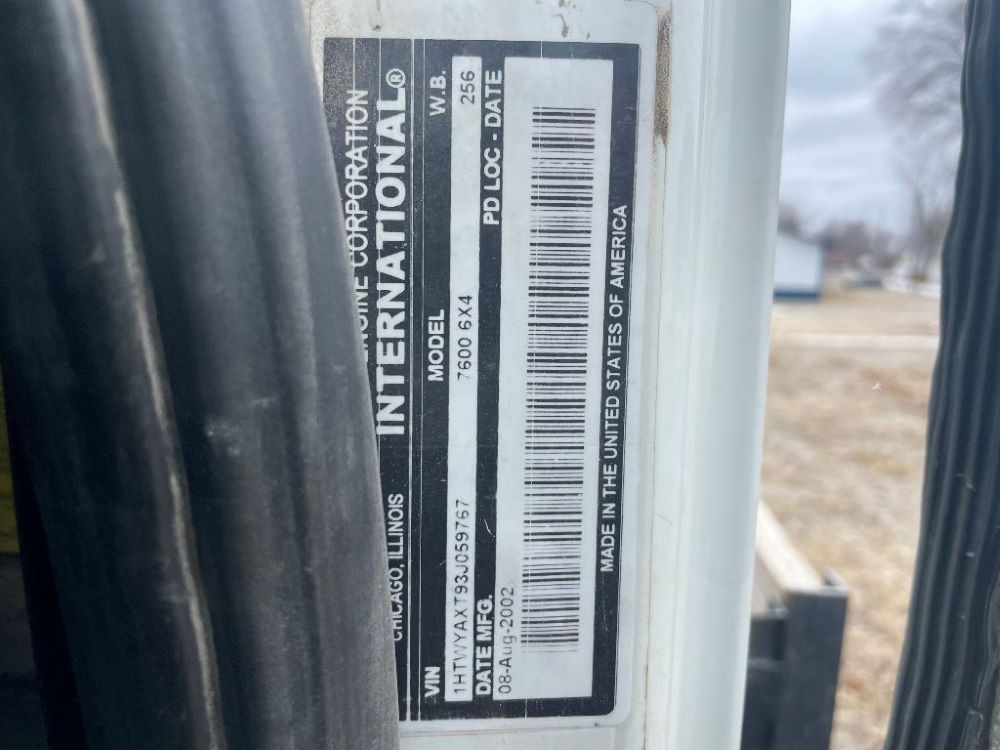 ENGINE CORPORATION
CHICAGO, ILLINOIS INTERNATIONAL®
VIN MODEL W.B.
1HTWYAXT93J059767 7600 6X4 256
DATE MFG. PD LOC - DATE
08-Aug-2002
MADE IN THE UNITED STATES OF AMERICA